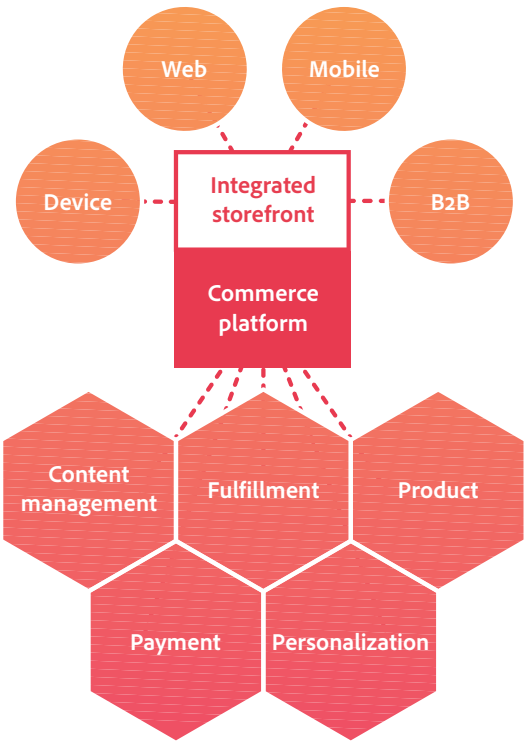 Web
Mobile
Device
Integrated
storefront
B2B
Commerce
platform
Content
management
Fulfillment
Product
Payment
Personalization